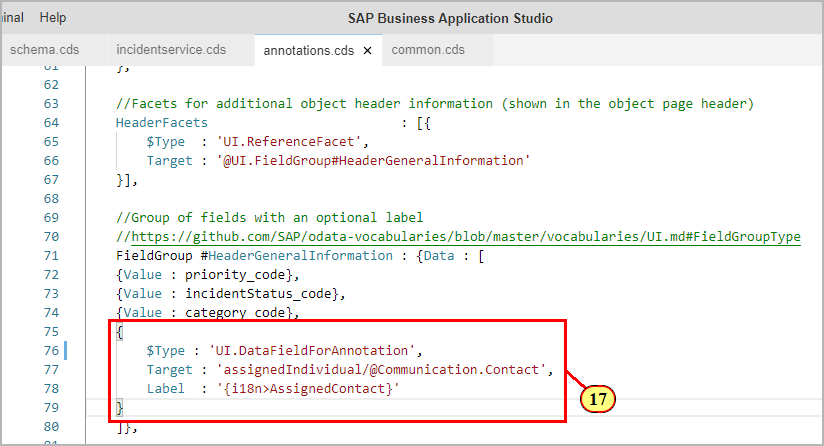 inal Help SAP Business Application Studio
schema.cds incidentservice.cds annotations.cds × common.cds
61 },
62
63 //Facets for additional object header information (shown in the object page header)
64 HeaderFacets : [{
65 $Type : 'UI.ReferenceFacet',
66 Target : '@UI.FieldGroup#HeaderGeneralInformation'
67 }],
68
69 //Group of fields with an optional label
70 //https://github.com/SAP/odata-vocabularies/blob/master/vocabularies/UI.md#FieldGroupType
71 FieldGroup #HeaderGeneralInformation : {Data : [
72 {Value : priority_code},
73 {Value : incidentStatus_code},
74 {Value : category_code},
75 {
76 $Type : 'UI.DataFieldForAnnotation',
77 Target : 'assignedIndividual/@Communication.Contact',
78 Label : '{i18n>AssignedContact}'
79 }
80 ]},
17